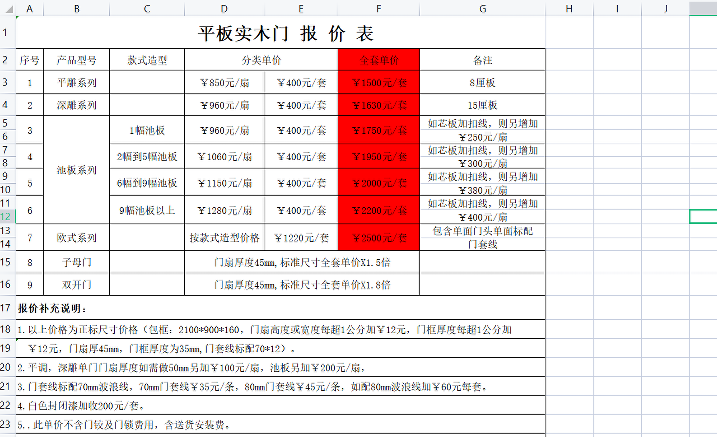 A B C D E F G H I J
1 平板实木门 报 价 表
2 序号 产品型号 款式造型 分类单价 全套单价 备注
3 1 平雕系列 ￥850元/扇 ￥400元/套 ￥1500元/套 8厘板
4 2 深雕系列 ￥960元/扇 ￥400元/套 ￥1630元/套 15厘板
5 3 池板系列 1幅池板 ￥960元/扇 ￥400元/套 ￥1750元/套 如芯板加扣线，则另增加
6 ￥250元/扇
7 4 2幅到5幅池板 ￥1060元/扇 ￥400元/套 ￥1950元/套 如芯板加扣线，则另增加
8 ￥300元/扇
9 5 6幅到9幅池板 ￥1150元/扇 ￥400元/套 ￥2000元/套 如芯板加扣线，则另增加
10 ￥380元/扇
11 6 9幅池板以上 ￥1280元/扇 ￥400元/套 ￥2200元/套 如芯板加扣线，则另增加
12 ￥400元/扇
13 7 欧式系列 按款式造型价格 ￥1220元/套 ￥2500元/套 包含单面门头单面标配
14 门套线
15 8 子母门 门扇厚度45mm,标准尺寸全套单价X1.5倍
16 9 双开门 门扇厚度45mm,标准尺寸全套单价X1.8倍
17 报价补充说明：
18 1.以上价格为正标尺寸价格（包框：2100*900*160，门扇高度或宽度每超1公分加￥12元，门框厚度每超1公分加
19 ￥12元，门扇厚45mm，门框厚度为35mm,门套线标配70*12）。
20 2.平调，深雕单门门扇厚度如需做50mm另加￥100元/扇，池板另加￥200元/扇，
21 3.门套线标配70mm波浪线，70mm门套线￥35元/条，80mm门套线￥45元/条，如配80mm波浪线加￥60元每套。
22 4.白色封闭漆加收200元/套。
23 5.,此单价不含门铰及门锁费用，含送货安装费。